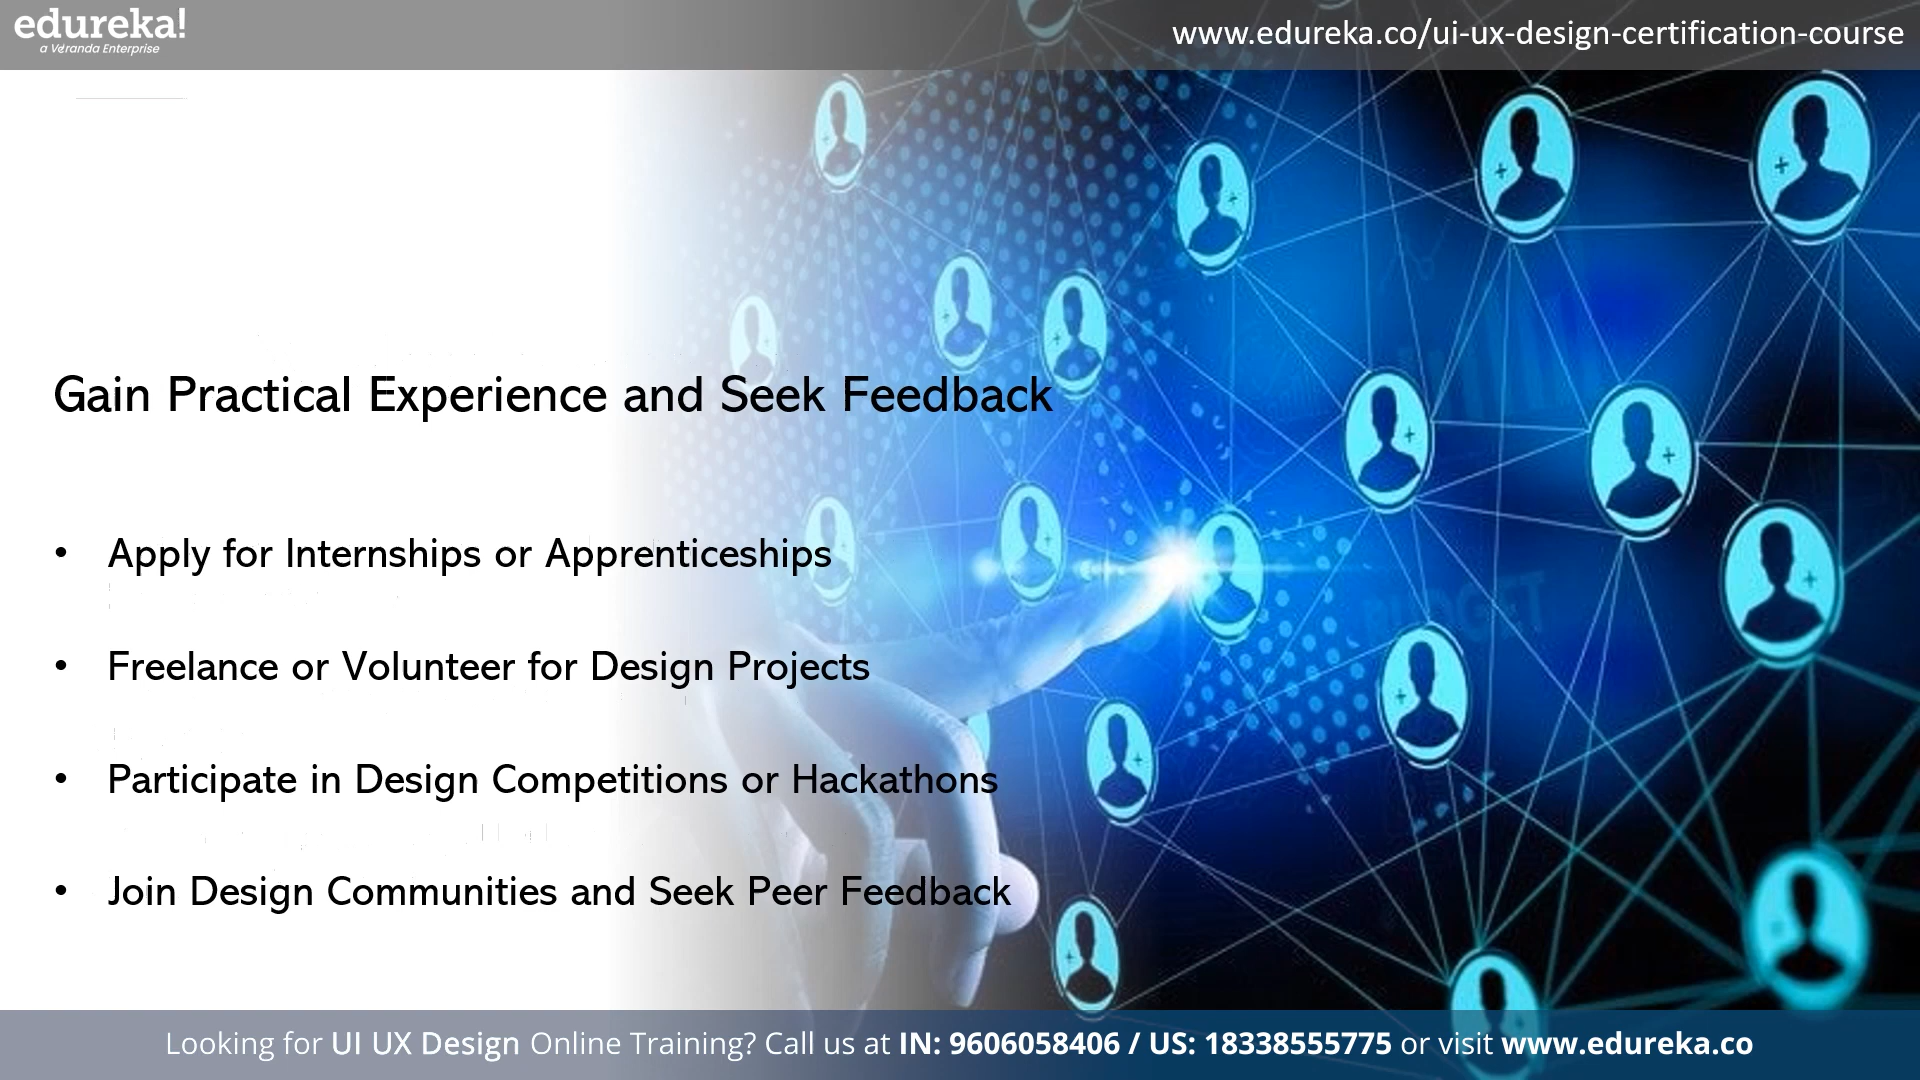 edureka!
a Veranda Enterprise
www.edureka.co/ui-ux-design-certification-course
Gain Practical Experience and Seek Feedback
• Apply for Internships or Apprenticeships
BUDGET
• Freelance or Volunteer for Design Projects
• Participate in Design Competitions or Hackathons
• Join Design Communities and Seek Peer Feedback
Looking for UI UX Design Online Training? Call us at IN: 9606058406 / US: 18338555775 or visit www.edureka.co